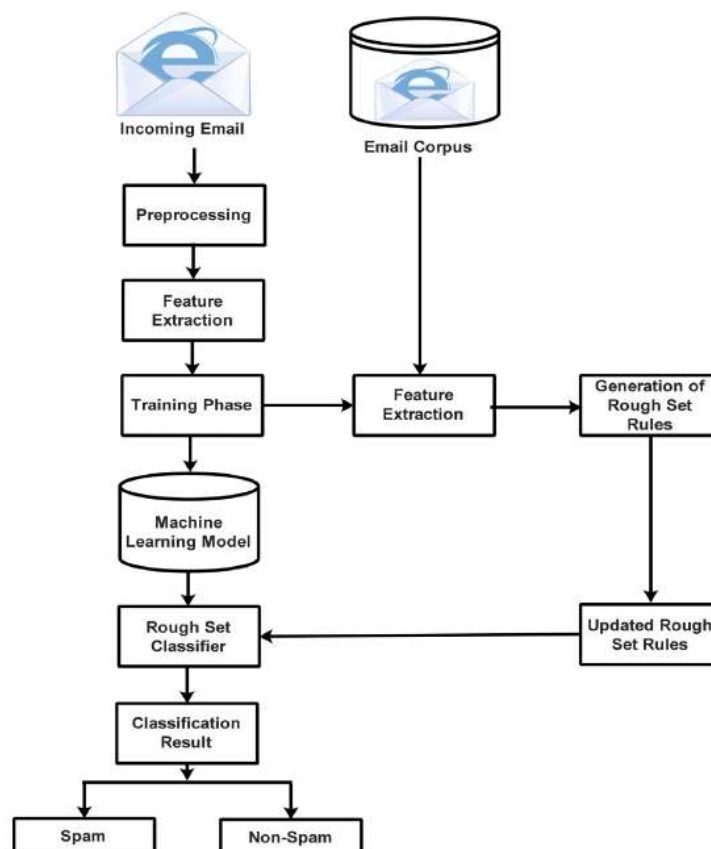 Incoming Email
Email Corpus
Preprocessing
Feature
Extraction
Training Phase
Feature
Extraction
Generation of
Rough Set
Rules
Machine
Learning Model
Rough Set
Classifier
Updated Rough
Set Rules
Classification
Result
Spam
Non-Spam